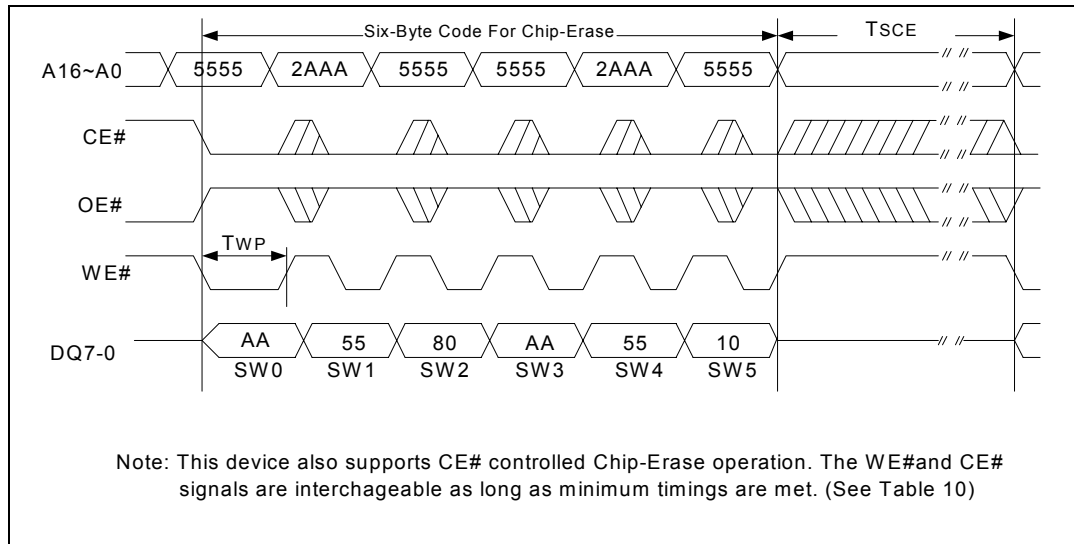 Six-Byte Code For Chip-Erase TSCE
A16~A0 5555 2AAA 5555 5555 2AAA 5555
CE#
OE#
TWP
WE#
DQ7-0 AA 55 80 AA 55 10
SW0 SW1 SW2 SW3 SW4 SW5
Note: This device also supports CE# controlled Chip-Erase operation. The WE#and CE#
signals are interchageable as long as minimum timings are met. (See Table 10)